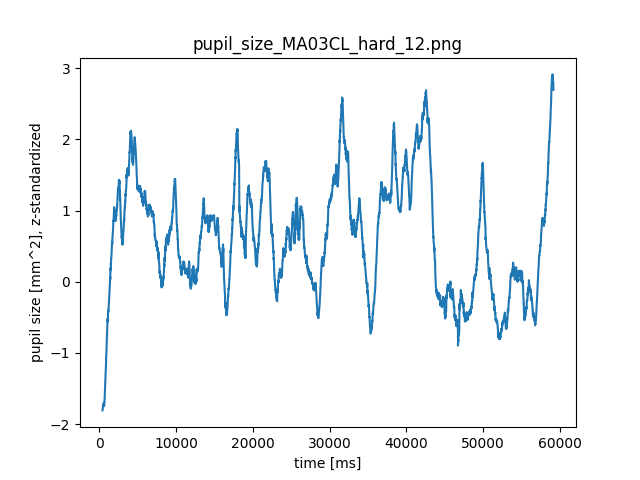 pupil_size_MA03CL_hard_12.png
pupil size [mm^2], z-standardized
3
2
1
0
−1
−2
0 10000 20000 30000 40000 50000 60000
time [ms]